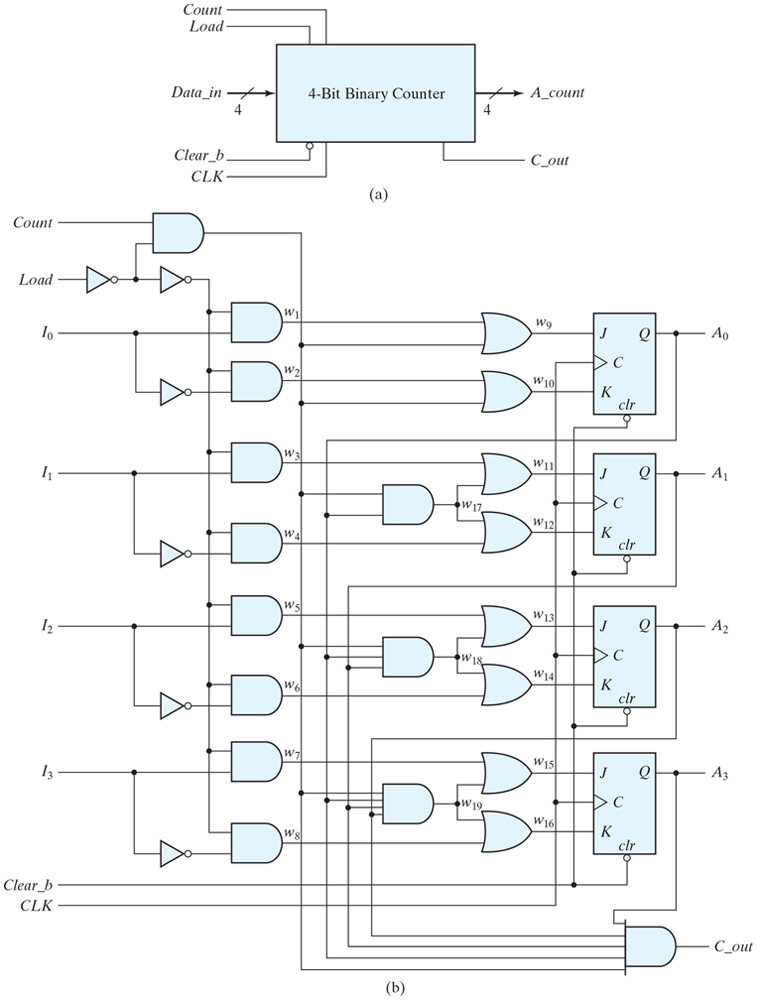 Count
Load
Data_in
4
4-Bit Binary Counter
4
A_count
Clear_b
CLK
C_out
(a)
Count
Load
I0
w1
w9
J Q
A0
C
w2
w10
K
clr
I1
w3
w11
J Q
A1
w17
C
w12
K
w4
clr
I2
w5
w13
J Q
A2
w18
C
w6
w14
K
clr
I3
w7
w15
J Q
A3
w19
C
w16
K
w8
clr
Clear_b
CLK
C_out
(b)